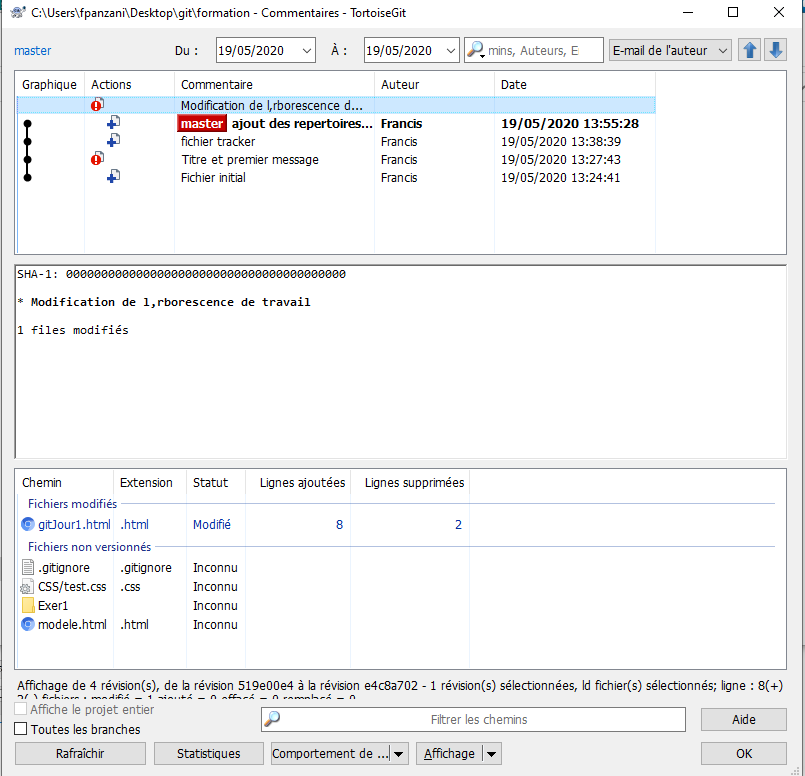 C:\Users\fpanzani\Desktop\git\formation - Commentaires - TortoiseGit
master Du : 19/05/2020 À : 19/05/2020 mins, Auteurs, E E-mail de l'auteur
Graphique Actions Commentaire Auteur Date
Modification de l,rborescence d...
master ajout des repertoires... Francis 19/05/2020 13:55:28
fichier tracker Francis 19/05/2020 13:38:39
Titre et premier message Francis 19/05/2020 13:27:43
Fichier initial Francis 19/05/2020 13:24:41
SHA-1: 0000000000000000000000000000000000000000
* Modification de l,rborescence de travail
1 files modifiés
Chemin Extension Statut Lignes ajoutées Lignes supprimées
Fichiers modifiés
gitJour1.html .html Modifié 8 2
Fichiers non versionnés
.gitignore .gitignore Inconnu
CSS/test.css .css Inconnu
Exer1 Inconnu
modele.html .html Inconnu
Affichage de 4 révision(s), de la révision 519e00e4 à la révision e4c8a702 - 1 révision(s) sélectionnées, ld fichier(s) sélectionnés; ligne : 8(+)
2(-) fichiers : modifié = 1 ajouté = 0 effacé = 0 remplacé = 0
Affiche le projet entier
Toutes les branches
Filtrer les chemins
Aide
Rafraîchir Statistiques Comportement de ... Affichage OK